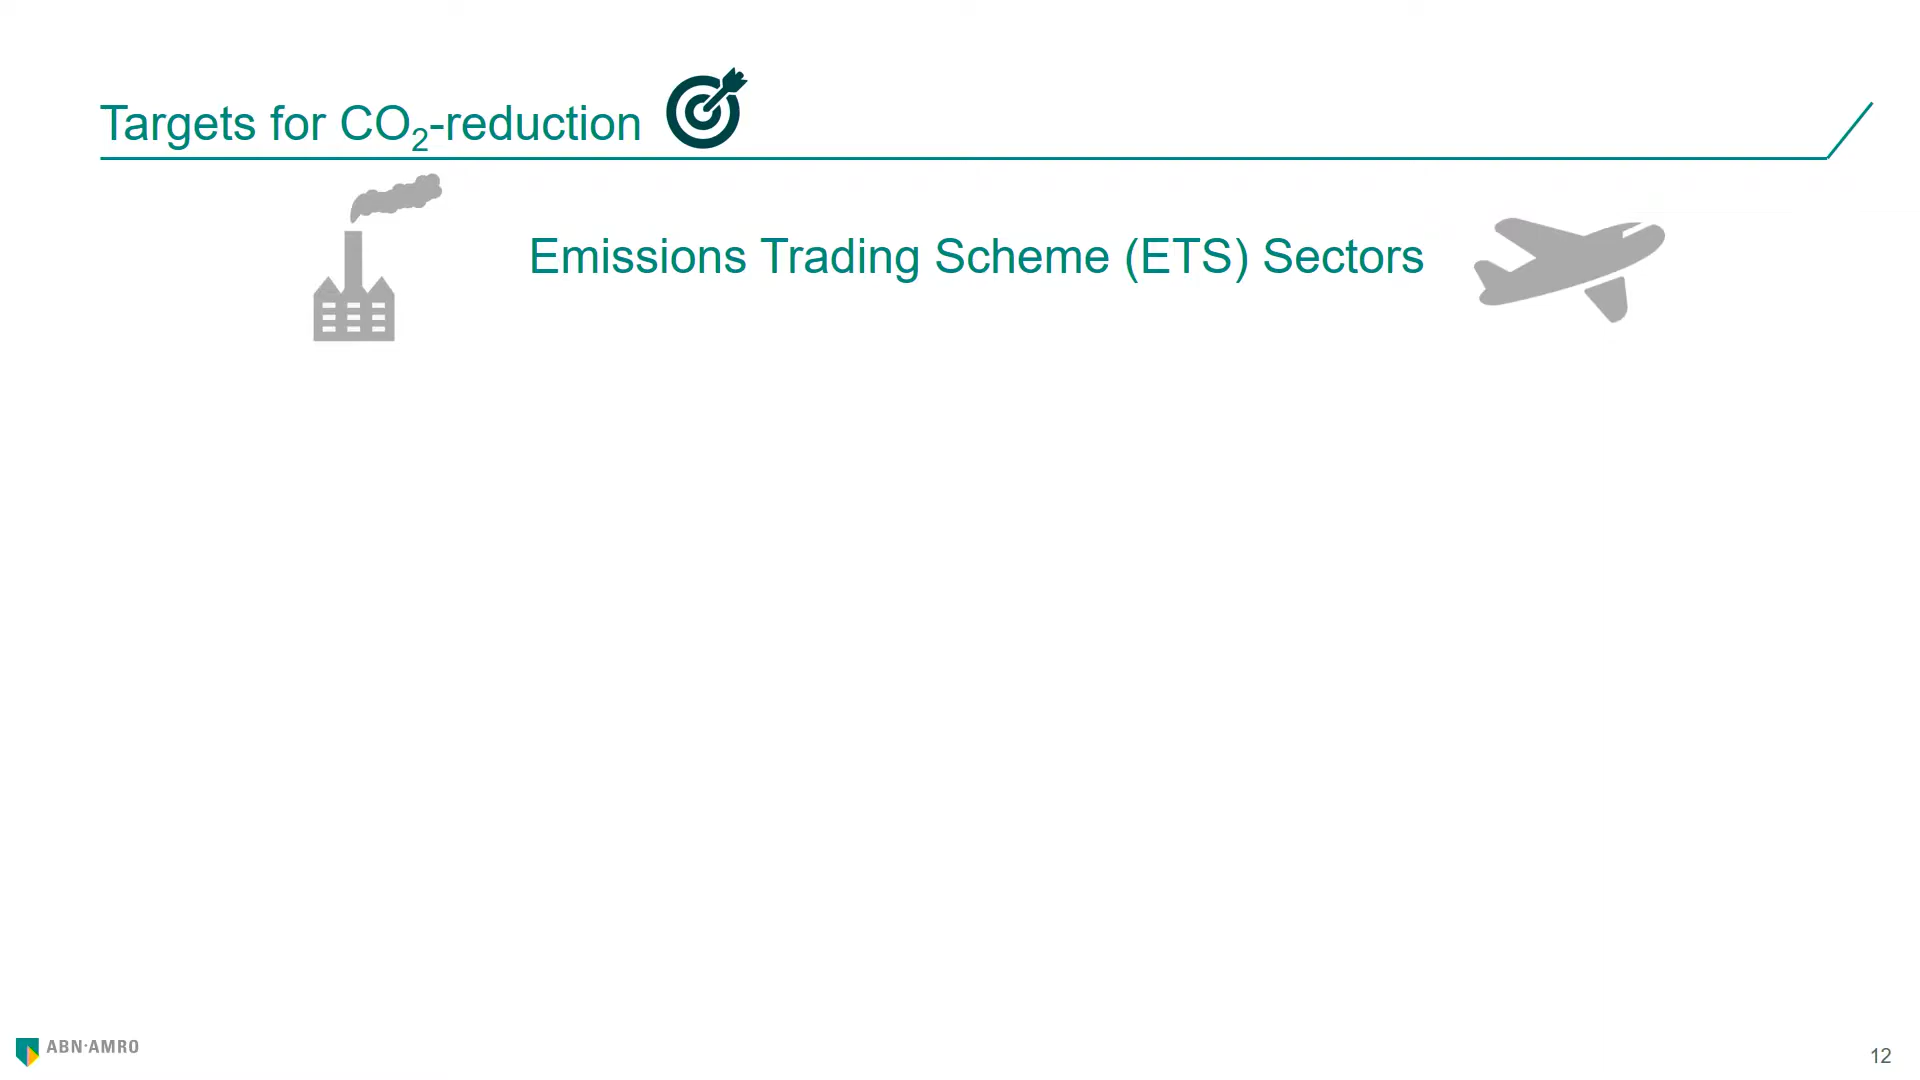 Targets for CO₂-reduction
Emissions Trading Scheme (ETS) Sectors
ABN·AMRO
12